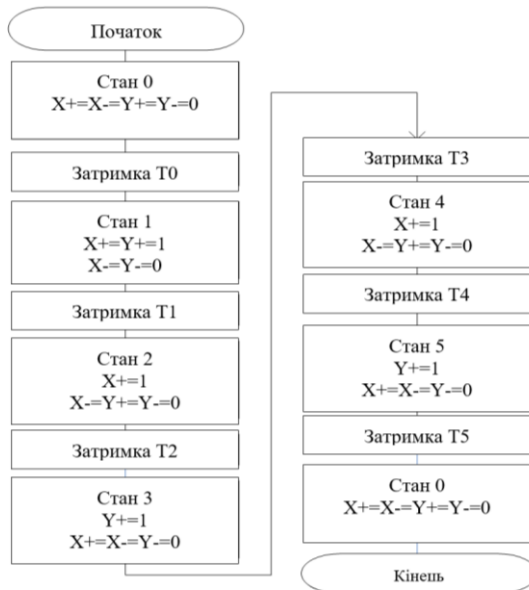 Початок
Стан 0
X+=X-=Y+=Y-=0
Затримка T0
Стан 1
X+=Y+=1
X-=Y-=0
Затримка T1
Стан 2
X+=1
X-=Y+=Y-=0
Затримка T2
Стан 3
Y+=1
X+=X-=Y-=0
Затримка T3
Стан 4
X+=1
X-=Y+=Y-=0
Затримка T4
Стан 5
Y+=1
X+=X-=Y-=0
Затримка T5
Стан 0
X+=X-=Y+=Y-=0
Кінець